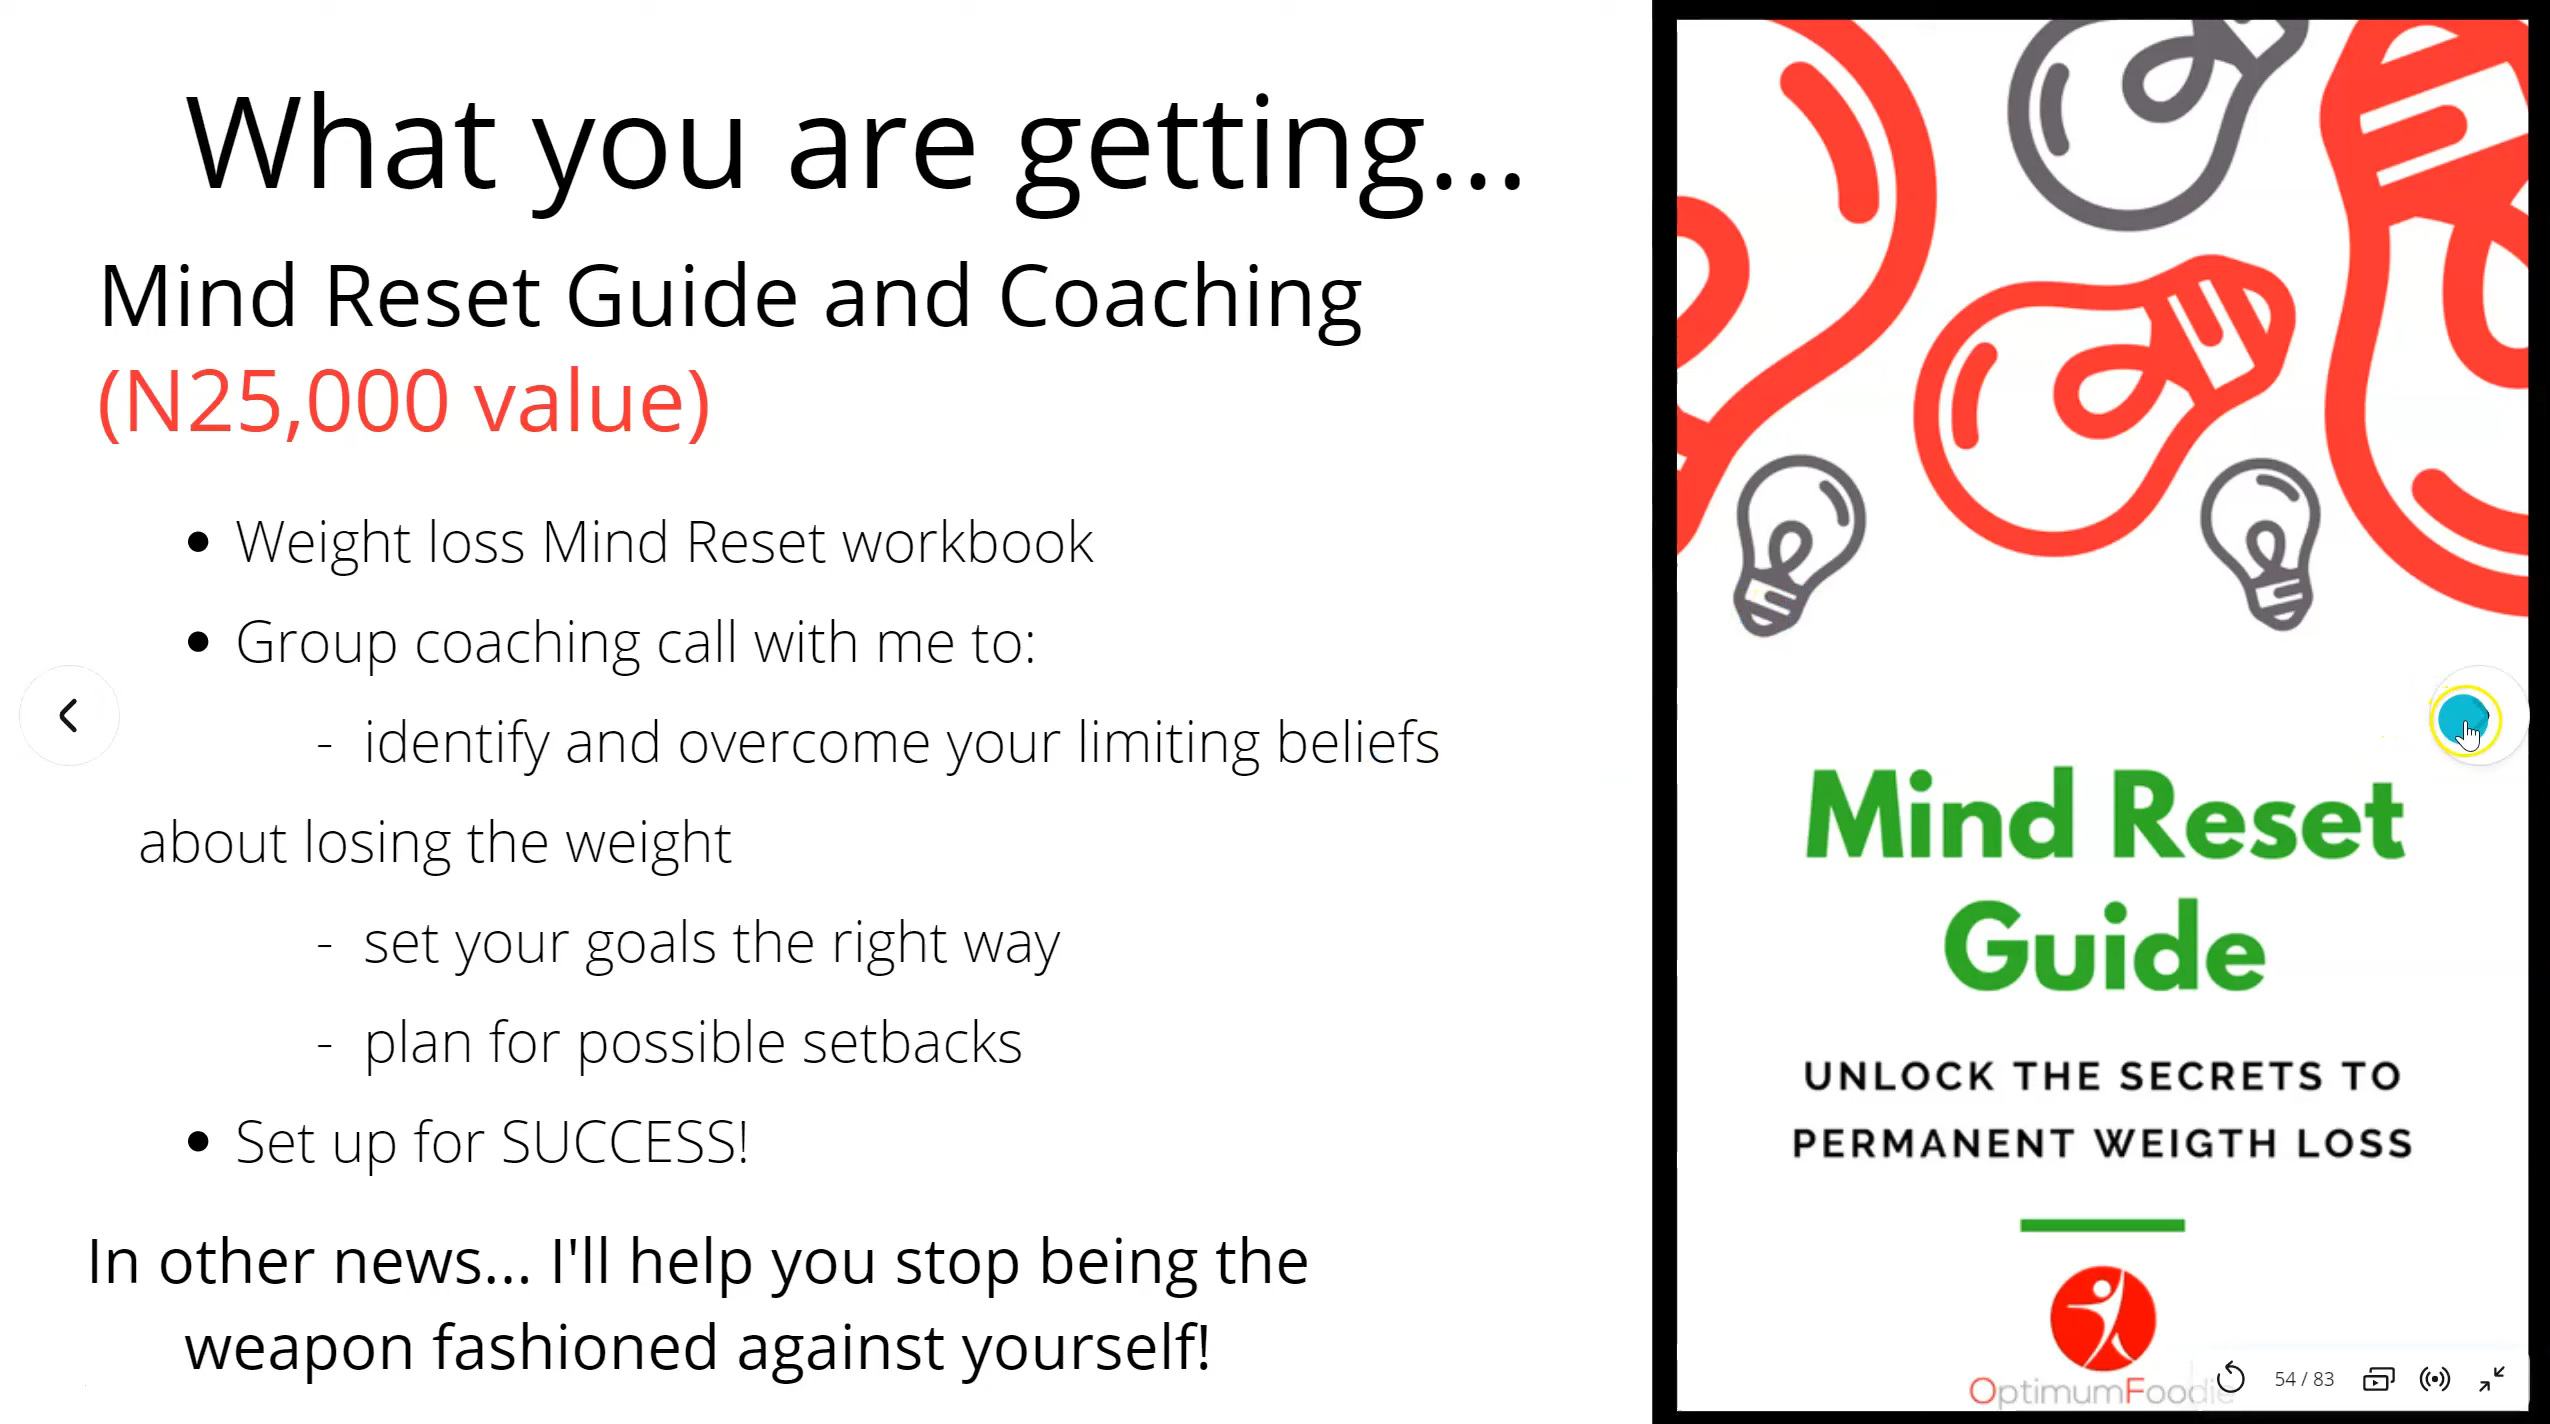 What you are getting...
Mind Reset Guide and Coaching
(N25,000 value)
• Weight loss Mind Reset workbook
• Group coaching call with me to:
- identify and overcome your limiting beliefs
about losing the weight
- set your goals the right way
- plan for possible setbacks
• Set up for SUCCESS!
In other news... I'll help you stop being the
weapon fashioned against yourself!
Mind Reset
Guide
UNLOCK THE SECRETS TO
PERMANENT WEIGTH LOSS
OptimumFoodie
54 / 83